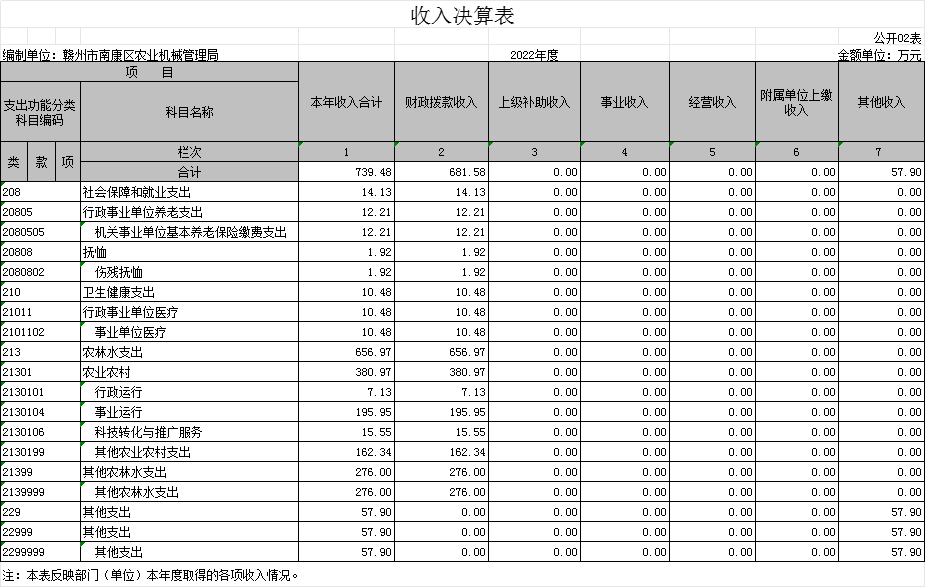 收入决算表
公开02表
编制单位：赣州市南康区农业机械管理局 2022年度 金额单位：万元
项 目 本年收入合计 财政拨款收入 上级补助收入 事业收入 经营收入 附属单位上缴收入 其他收入
支出功能分类科目编码 科目名称
类 款 项 栏次 1 2 3 4 5 6 7
合计 739.48 681.58 0.00 0.00 0.00 0.00 57.90
208 社会保障和就业支出 14.13 14.13 0.00 0.00 0.00 0.00 0.00
20805 行政事业单位养老支出 12.21 12.21 0.00 0.00 0.00 0.00 0.00
2080505 机关事业单位基本养老保险缴费支出 12.21 12.21 0.00 0.00 0.00 0.00 0.00
20808 抚恤 1.92 1.92 0.00 0.00 0.00 0.00 0.00
2080802 伤残抚恤 1.92 1.92 0.00 0.00 0.00 0.00 0.00
210 卫生健康支出 10.48 10.48 0.00 0.00 0.00 0.00 0.00
21011 行政事业单位医疗 10.48 10.48 0.00 0.00 0.00 0.00 0.00
2101102 事业单位医疗 10.48 10.48 0.00 0.00 0.00 0.00 0.00
213 农林水支出 656.97 656.97 0.00 0.00 0.00 0.00 0.00
21301 农业农村 380.97 380.97 0.00 0.00 0.00 0.00 0.00
2130101 行政运行 7.13 7.13 0.00 0.00 0.00 0.00 0.00
2130104 事业运行 195.95 195.95 0.00 0.00 0.00 0.00 0.00
2130106 科技转化与推广服务 15.55 15.55 0.00 0.00 0.00 0.00 0.00
2130199 其他农业农村支出 162.34 162.34 0.00 0.00 0.00 0.00 0.00
21399 其他农林水支出 276.00 276.00 0.00 0.00 0.00 0.00 0.00
2139999 其他农林水支出 276.00 276.00 0.00 0.00 0.00 0.00 0.00
229 其他支出 57.90 0.00 0.00 0.00 0.00 0.00 57.90
22999 其他支出 57.90 0.00 0.00 0.00 0.00 0.00 57.90
2299999 其他支出 57.90 0.00 0.00 0.00 0.00 0.00 57.90
注：本表反映部门（单位）本年度取得的各项收入情况。